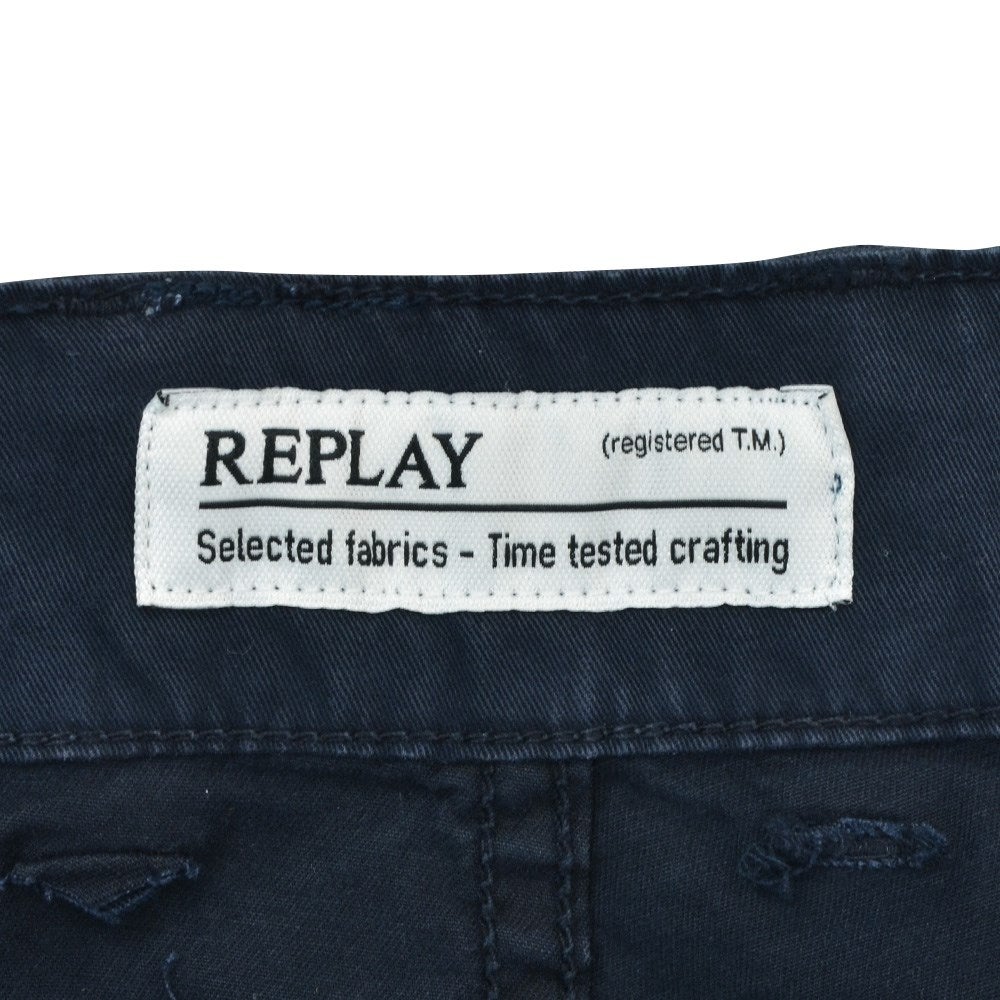 REPLAY (registered T.M.)
Selected fabrics - Time tested crafting